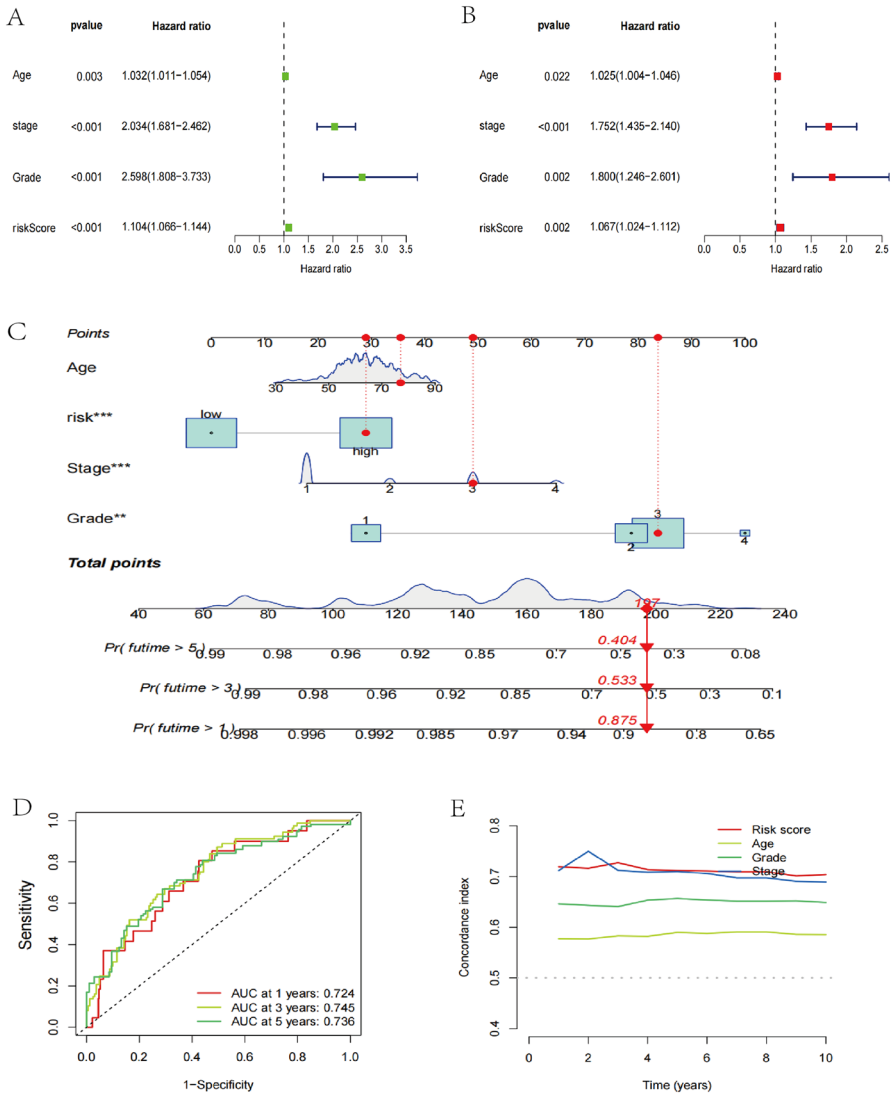 A
pvalue Hazard ratio
Age 0.003 1.032(1.011−1.054)
stage <0.001 2.034(1.681−2.462)
Grade <0.001 2.598(1.808−3.733)
riskScore <0.001 1.104(1.066−1.144)
0.0 0.5 1.0 1.5 2.0 2.5 3.0 3.5
Hazard ratio
B
pvalue Hazard ratio
Age 0.022 1.025(1.004−1.046)
stage <0.001 1.752(1.435−2.140)
Grade 0.002 1.800(1.246−2.601)
riskScore 0.002 1.067(1.024−1.112)
0.0 0.5 1.0 1.5 2.0 2.5
Hazard ratio
C
Points
0 10 20 30 40 50 60 70 80 90 100
Age
30 50 70 90
risk***
low
high
Stage***
1 2 3 4
Grade**
1 3
2 4
Total points
197
40 60 80 100 120 140 160 180 200 220 240
0.404
Pr( futime > 5)
0.99 0.98 0.96 0.92 0.85 0.7 0.5 0.3 0.08
0.533
Pr( futime > 3)
0.99 0.98 0.96 0.92 0.85 0.7 0.5 0.3 0.1
0.875
Pr( futime > 1)
0.998 0.996 0.992 0.985 0.97 0.94 0.9 0.8 0.65
D
Sensitivity
0.0 0.2 0.4 0.6 0.8 1.0
AUC at 1 years: 0.724
AUC at 3 years: 0.745
AUC at 5 years: 0.736
0.0 0.2 0.4 0.6 0.8 1.0
1−Specificity
E
Concordance index
0.4 0.5 0.6 0.7 0.8
Risk score
Age
Grade
Stage
0 2 4 6 8 10
Time (years)